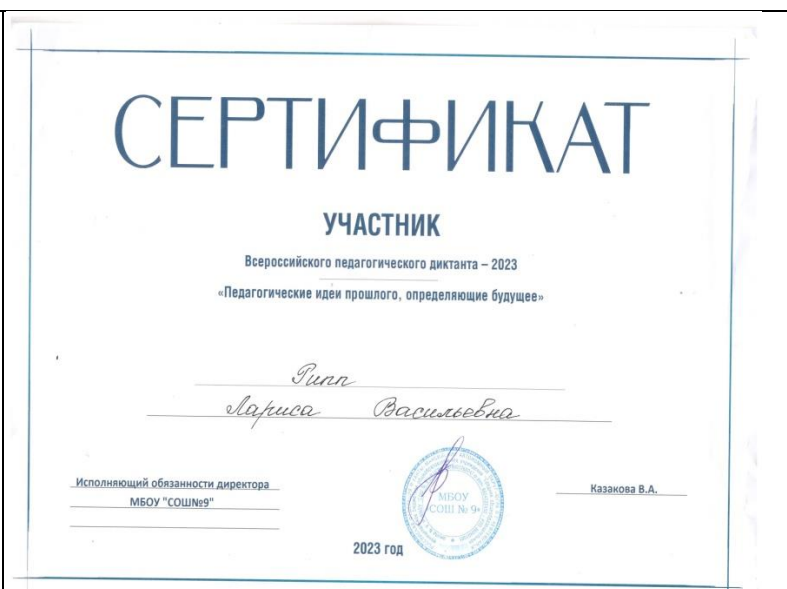 СЕРТИФИКАТ
УЧАСТНИК
Всероссийского педагогического диктанта – 2023
«Педагогические идеи прошлого, определяющие будущее»
Рипп
Лариса Васильевна
Исполняющий обязанности директора
МБОУ "СОШ№9"
МБОУ
«СОШ № 9»
Казакова В.А.
2023 год